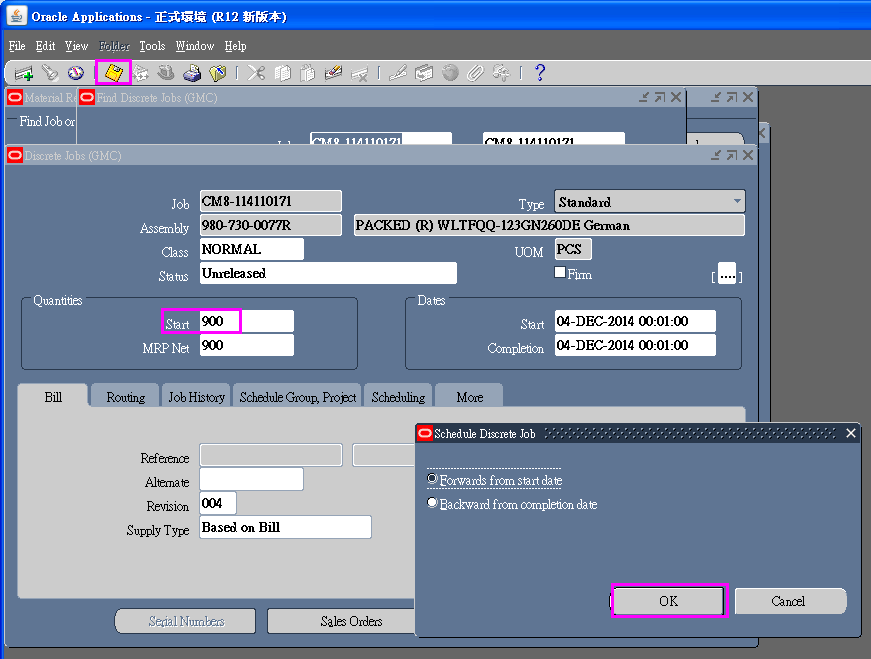 Oracle Applications - 正式環境 (R12 新版本)
File Edit View Folder Tools Window Help
Material Re Find Discrete Jobs (GMC)
Find Job or
CM8-114110171 CM8-114110171
Discrete Jobs (GMC)
Job CM8-114110171 Type Standard
Assembly 980-730-0077R PACKED (R) WLTFQQ-123GN260DE German
Class NORMAL UOM PCS
Status Unreleased Firm [ .... ]
Quantities Dates
Start 900 Start 04-DEC-2014 00:01:00
MRP Net 900 Completion 04-DEC-2014 00:01:00
Bill Routing Job History Schedule Group, Project Scheduling More
Schedule Discrete Job
Reference
Forwards from start date
Alternate
Backward from completion date
Revision 004
Supply Type Based on Bill
OK Cancel
Serial Numbers Sales Orders